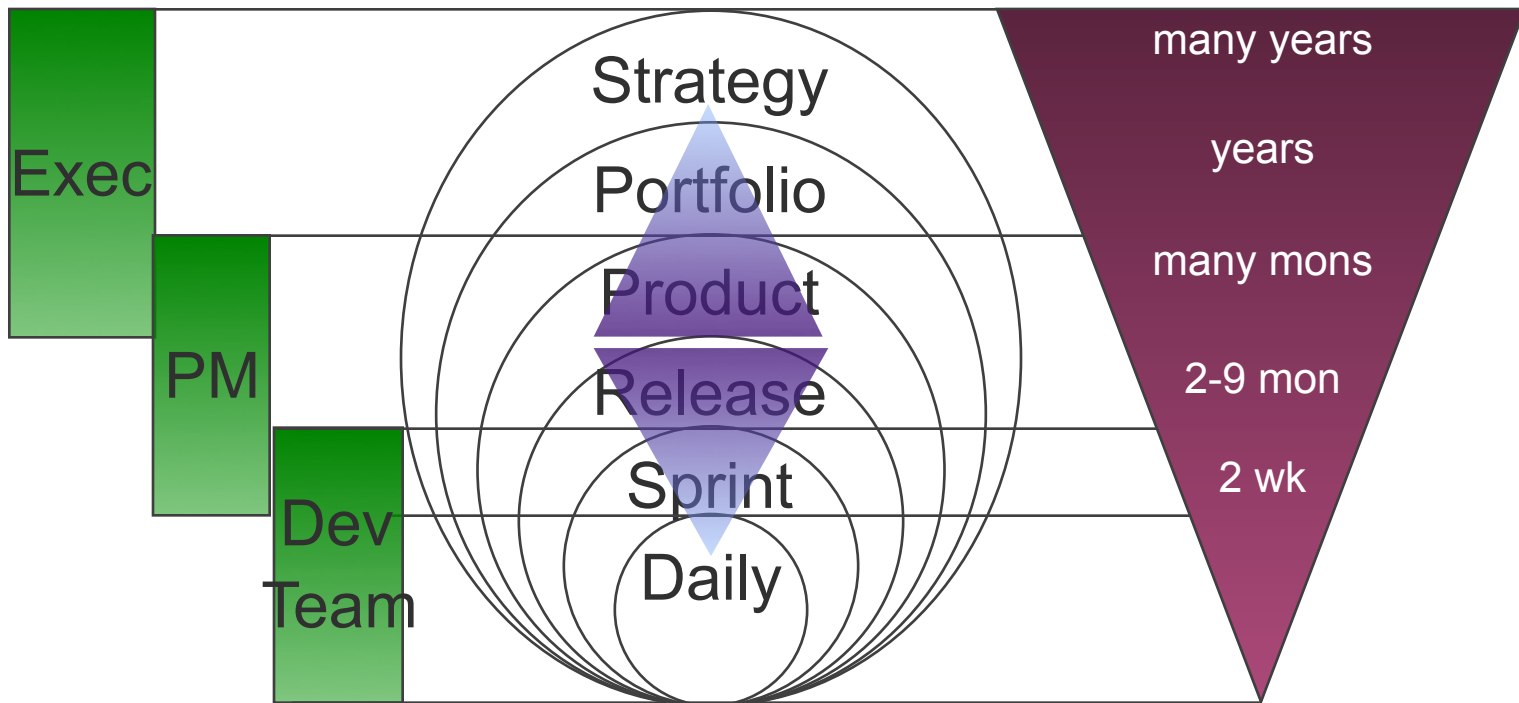 Exec
PM
Dev
Team
Strategy
Portfolio
Product
Release
Sprint
Daily
many years
years
many mons
2-9 mon
2 wk